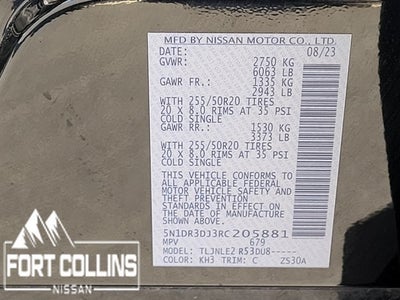 MFD BY NISSAN MOTOR CO., LTD.
DATE: 08/23
GVWR: 2750 KG
6063 LB
GAWR FR.: 1335 KG
2943 LB
WITH 255/50R20 TIRES
20 X 8.0 RIMS AT 35 PSI
COLD SINGLE
GAWR RR.: 1530 KG
3373 LB
WITH 255/50R20 TIRES
20 X 8.0 RIMS AT 35 PSI
COLD SINGLE
THIS VEHICLE CONFORMS TO
ALL APPLICABLE FEDERAL
MOTOR VEHICLE SAFETY AND
THEFT PREVENTION
STANDARDS IN EFFECT ON
THE DATE OF MANUFACTURE
SHOWN ABOVE.
5N1DR3DJ3RC205881
MPV 679
TYPE: TLJNLE2 R53DU8-----
COLOR: KH3 TRIM: C ZS30A
FORT COLLINS
NISSAN